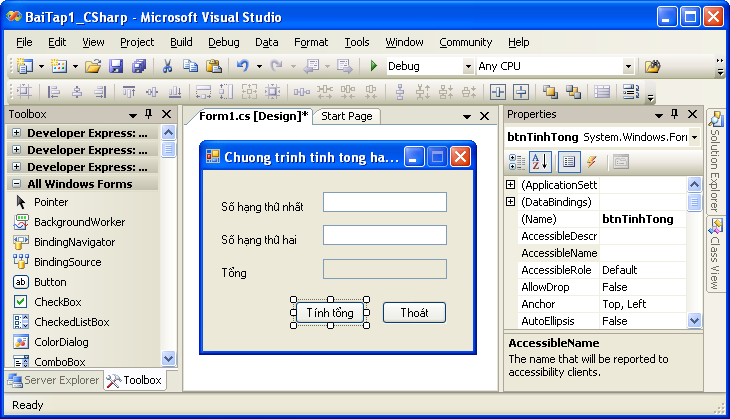 BaiTap1_CSharp - Microsoft Visual Studio
File Edit View Project Build Debug Data Format Tools Window Community Help
Debug Any CPU
Toolbox
Developer Express: ...
Developer Express: ...
Developer Express: ...
All Windows Forms
Pointer
BackgroundWorker
BindingNavigator
BindingSource
Button
CheckBox
CheckedListBox
ColorDialog
ComboBox
Server Explorer Toolbox
Form1.cs [Design]* Start Page
Chuong trinh tinh tong ha...
Số hạng thứ nhất
Số hạng thứ hai
Tổng
Tính tổng Thoát
Properties
btnTinhTong System.Windows.Form
(ApplicationSett
(DataBindings)
(Name) btnTinhTong
AccessibleDescr
AccessibleName
AccessibleRole Default
AllowDrop False
Anchor Top, Left
AutoEllipsis False
AccessibleName
The name that will be reported to
accessibility clients.
Solution Explorer
Class View
Ready